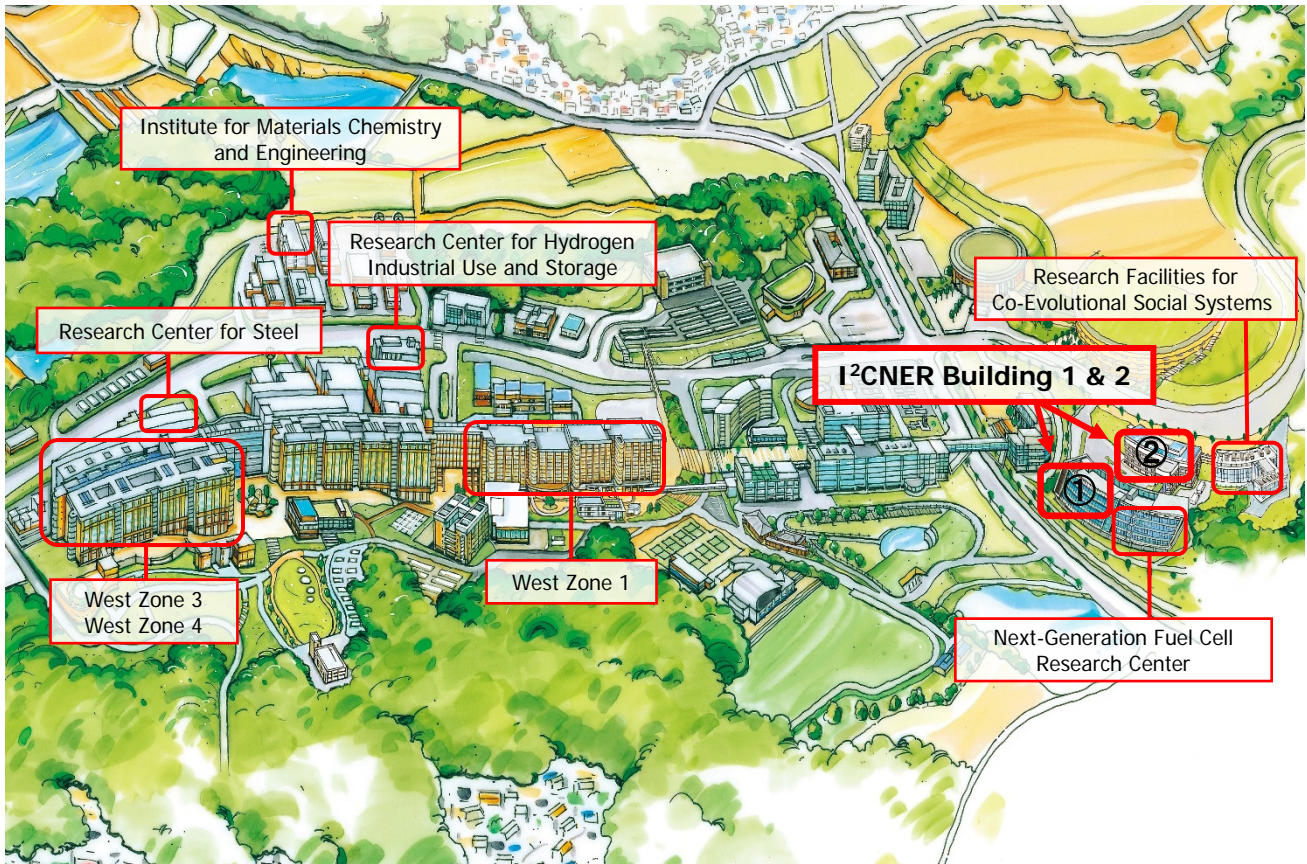 Institute for Materials Chemistry
and Engineering
Research Center for Hydrogen
Industrial Use and Storage
Research Facilities for
Co-Evolutional Social Systems
Research Center for Steel
I²CNER Building 1 & 2
②
①
West Zone 3
West Zone 4
West Zone 1
Next-Generation Fuel Cell
Research Center